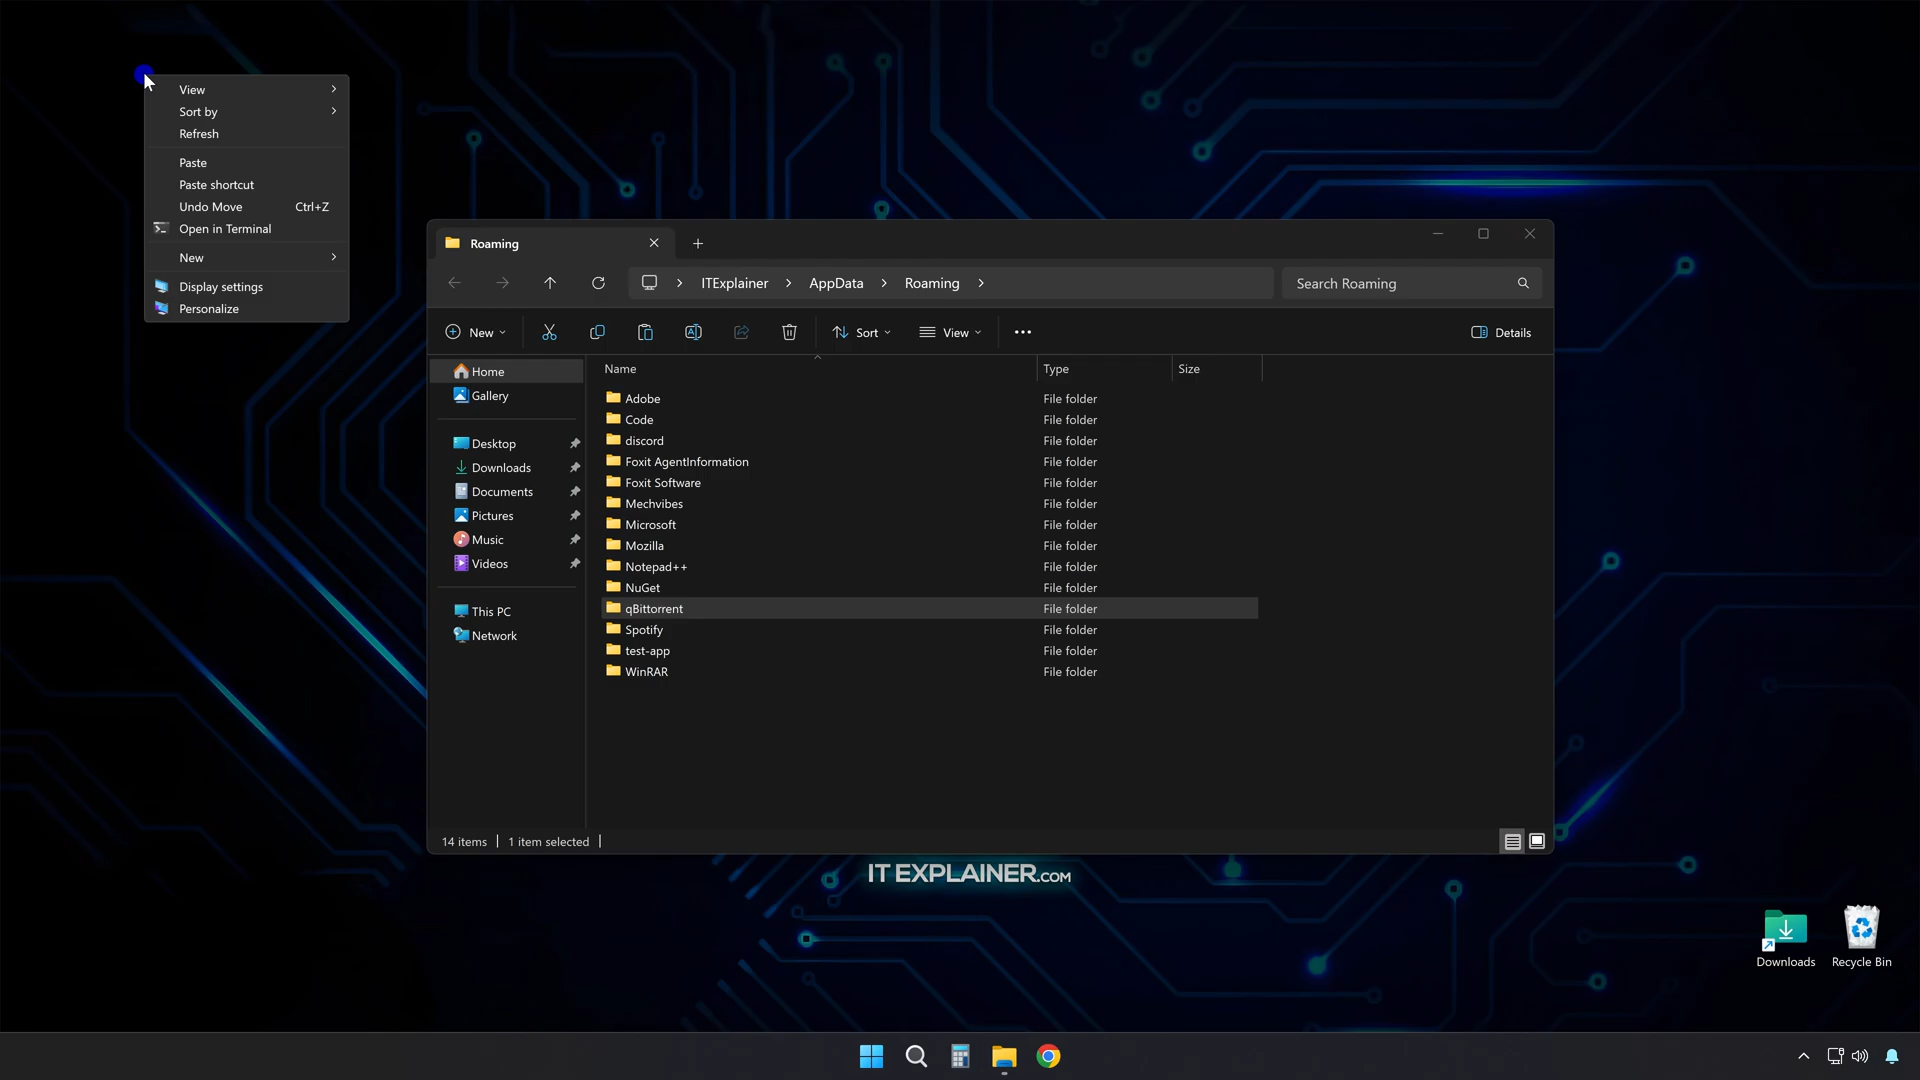 View
Sort by
Refresh
Paste
Paste shortcut
Undo Move Ctrl+Z
Open in Terminal
New
Display settings
Personalize
Roaming
ITExplainer AppData Roaming
Search Roaming
New
Sort
View
Details
Home
Gallery
Desktop
Downloads
Documents
Pictures
Music
Videos
This PC
Network
Name Type Size
Adobe File folder
Code File folder
discord File folder
Foxit AgentInformation File folder
Foxit Software File folder
Mechvibes File folder
Microsoft File folder
Mozilla File folder
Notepad++ File folder
NuGet File folder
qBittorrent File folder
Spotify File folder
test-app File folder
WinRAR File folder
14 items
1 item selected
IT EXPLAINER.COM
Downloads
Recycle Bin